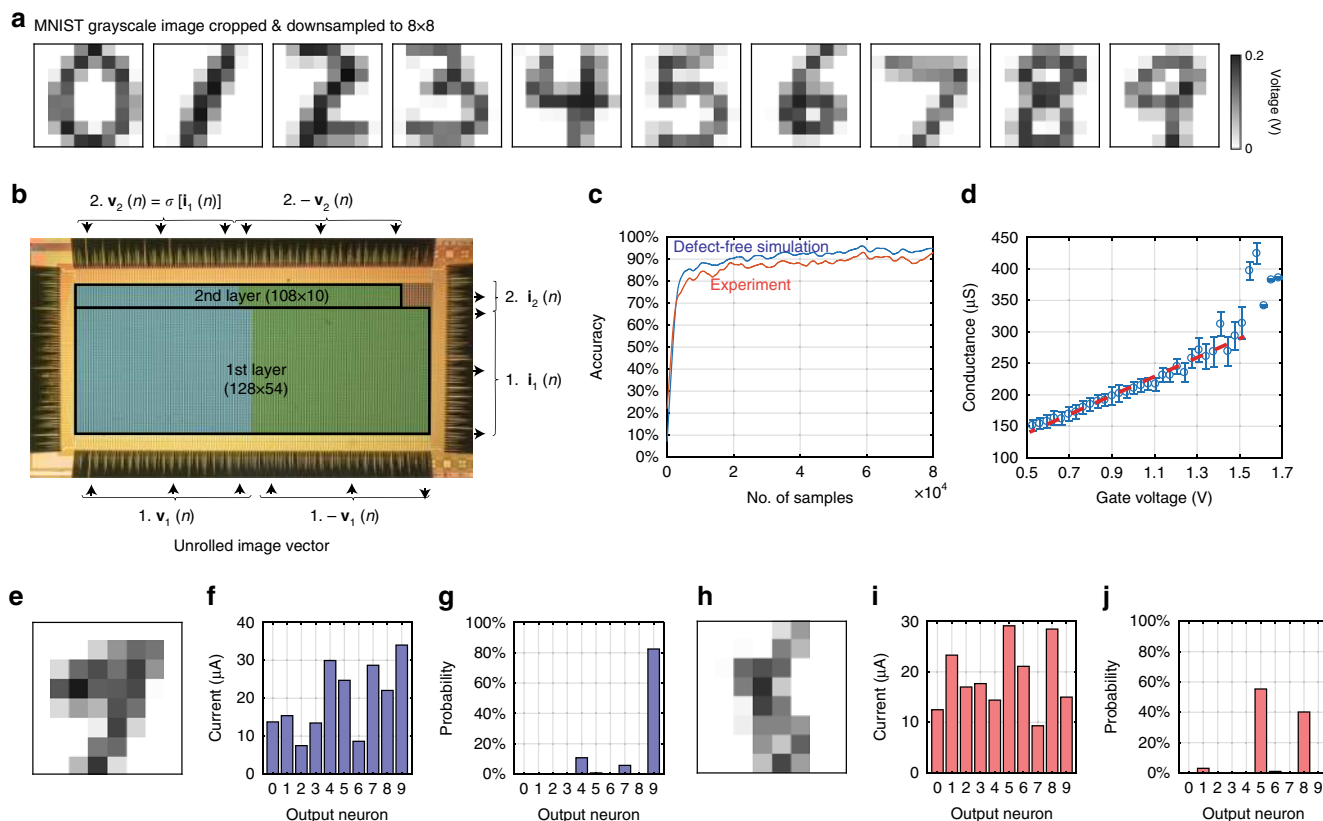 a MNIST grayscale image cropped & downsampled to 8×8
0.2
Voltage (V)
0
b
2. v₂ (n) = σ [i₁ (n)]
2. − v₂ (n)
2nd layer (108×10)
2. i₂ (n)
1st layer
(128×54)
1. i₁ (n)
1. v₁ (n)
1. − v₁ (n)
Unrolled image vector
c
100%
90%
80%
70%
60%
50%
40%
30%
20%
10%
0%
Accuracy
Defect-free simulation
Experiment
0 2 4 6 8
×10⁴
No. of samples
d
450
400
350
300
250
200
150
100
Conductance (µS)
0.5 0.7 0.9 1.1 1.3 1.5 1.7
Gate voltage (V)
e
f
40
30
20
10
0
Current (µA)
0 1 2 3 4 5 6 7 8 9
Output neuron
g
100%
80%
60%
40%
20%
0%
Probability
0 1 2 3 4 5 6 7 8 9
Output neuron
h
i
30
20
10
0
Current (µA)
0 1 2 3 4 5 6 7 8 9
Output neuron
j
100%
80%
60%
40%
20%
0%
Probability
0 1 2 3 4 5 6 7 8 9
Output neuron